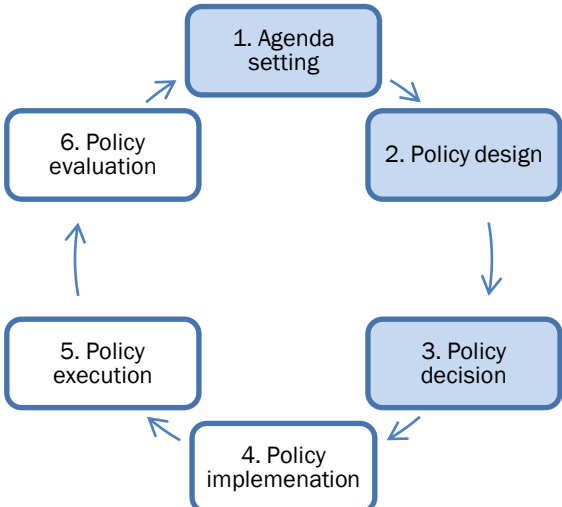 1. Agenda
setting
2. Policy design
3. Policy
decision
4. Policy
implemenation
5. Policy
execution
6. Policy
evaluation